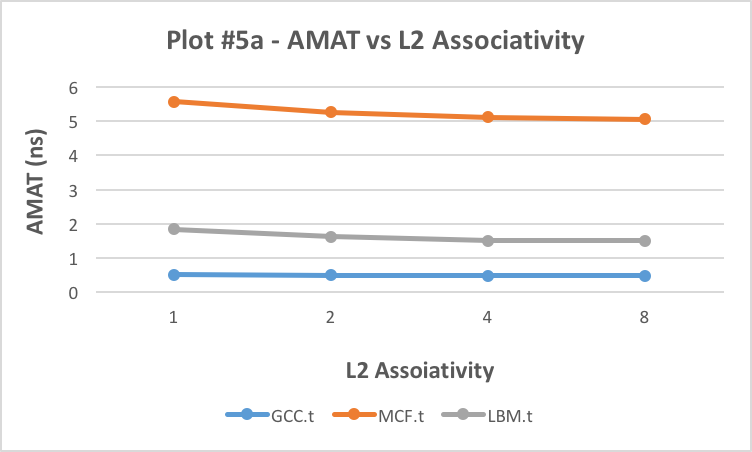 Plot #5a - AMAT vs L2 Associativity
AMAT (ns)
6
5
4
3
2
1
0
1 2 4 8
L2 Assoiativity
GCC.t MCF.t LBM.t